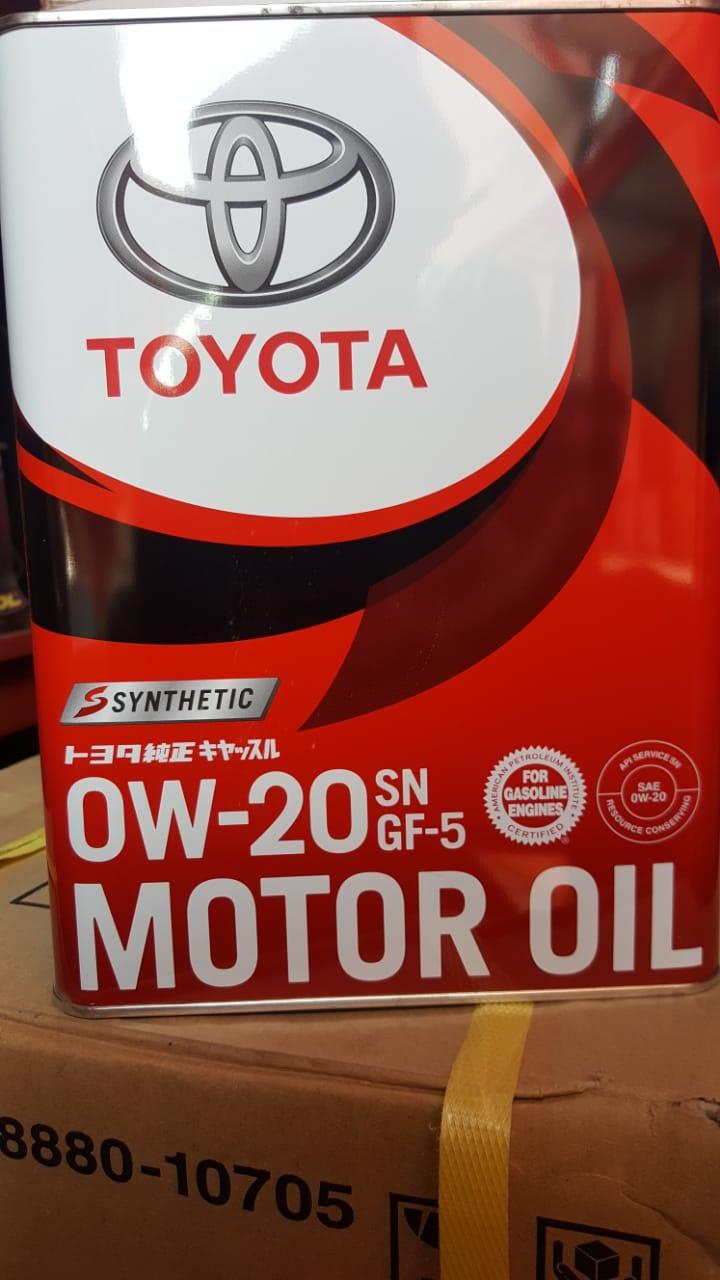 TOYOTA
SYNTHETIC
トヨタ純正 キヤッスル
0W-20 SN
GF-5
AMERICAN PETROLEUM INSTITUTE
FOR
GASOLINE
ENGINES
CERTIFIED
API SERVICE SN
SAE
0W-20
RESOURCE CONSERVING
MOTOR OIL
8880-10705